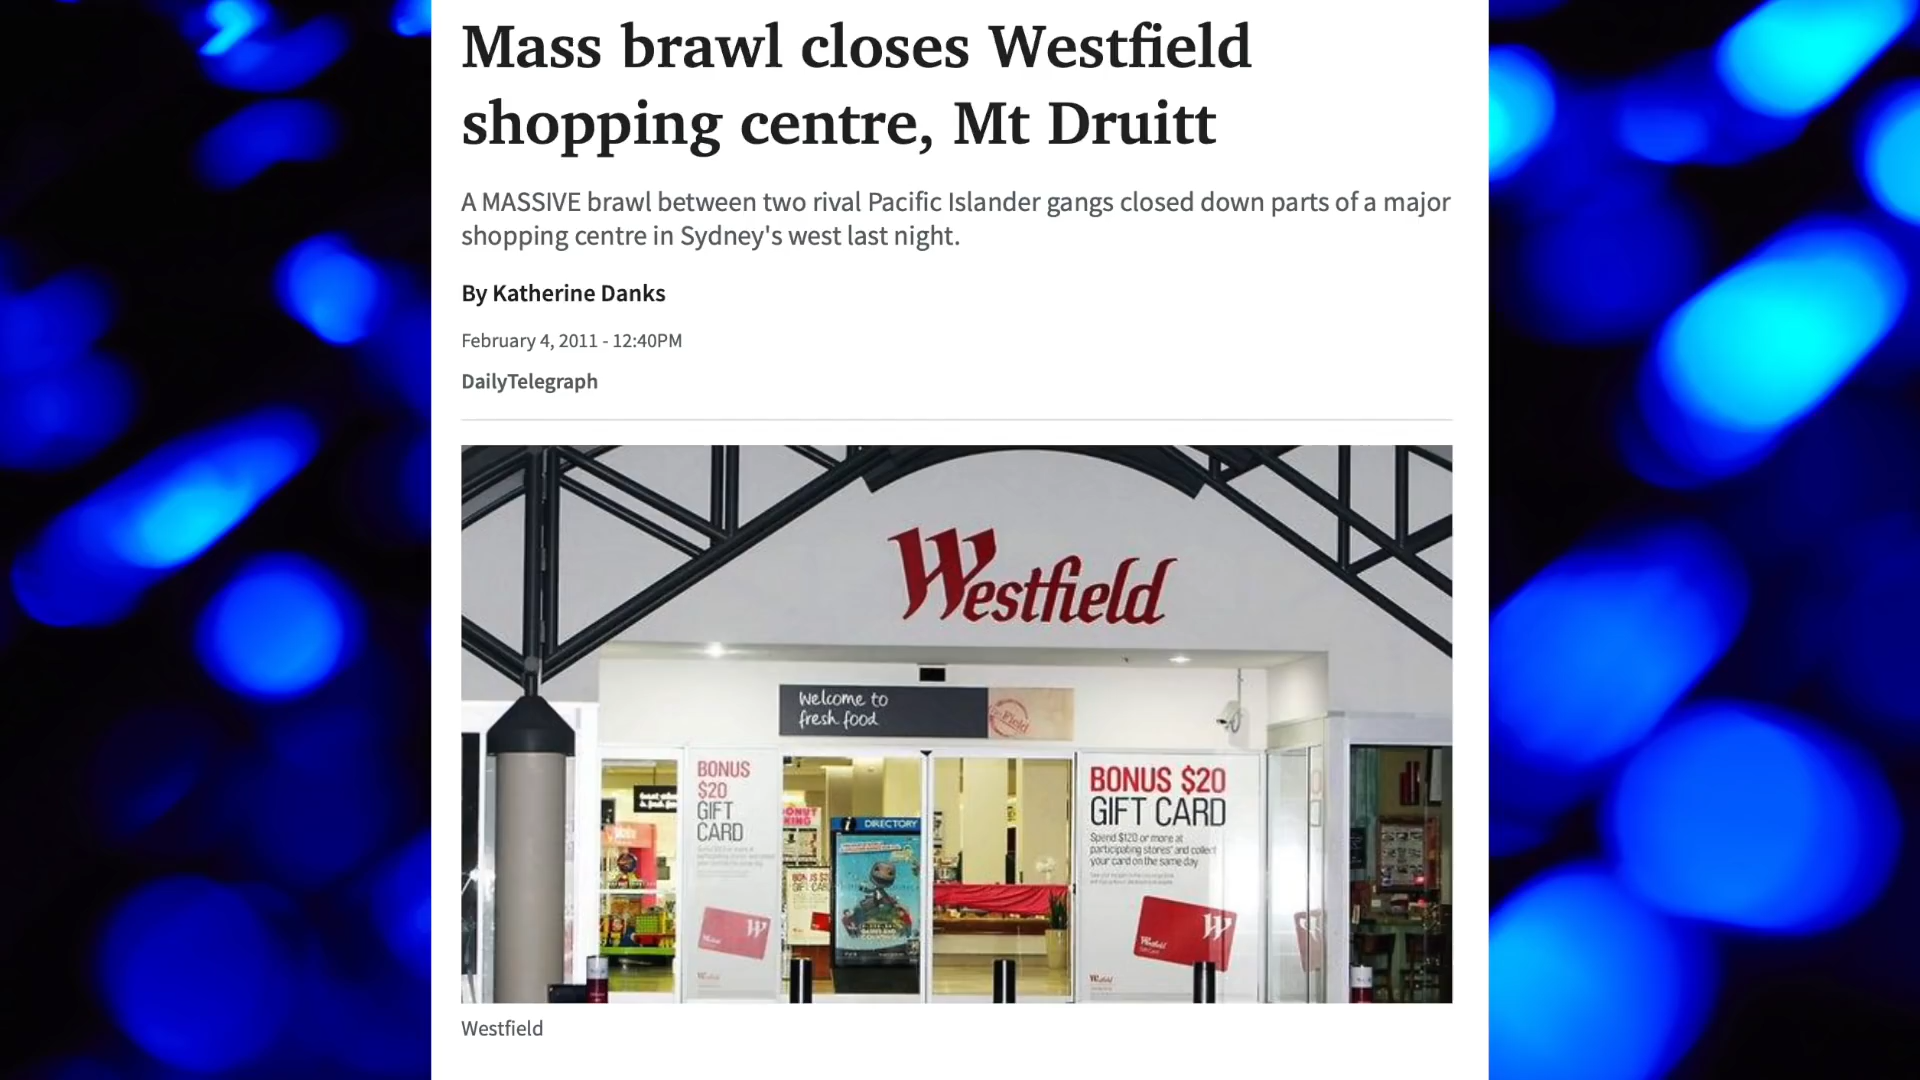 Mass brawl closes Westfield
shopping centre, Mt Druitt
A MASSIVE brawl between two rival Pacific Islander gangs closed down parts of a major
shopping centre in Sydney's west last night.
By Katherine Danks
February 4, 2011 - 12:40PM
DailyTelegraph
Westfield
Welcome to
fresh food
BONUS
$20
GIFT
CARD
DIRECTORY
BONUS $20
GIFT CARD
Spend $120 or more at
participating stores* and collect
your card on the same day
Westfield